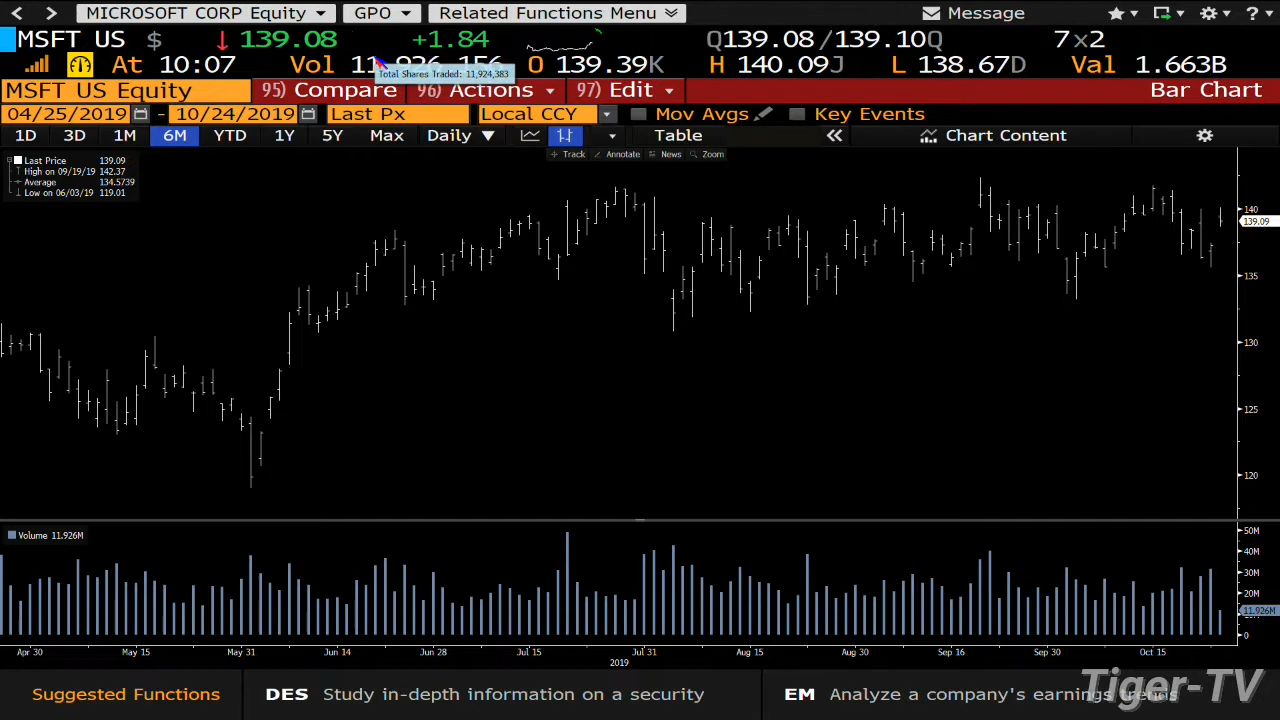 MICROSOFT CORP Equity GPO Related Functions Menu Message ?
MSFT US $ ↓139.08 +1.84 Q139.08/139.10Q 7×2
At 10:07 Vol O 139.39K H 140.09J L 138.67D Val 1.663B
Total Shares Traded: 11,924,383
MSFT US Equity 95) Compare 96) Actions 97) Edit Bar Chart
04/25/2019 - 10/24/2019 Last Px Local CCY Mov Avgs Key Events
1D 3D 1M 6M YTD 1Y 5Y Max Daily ▼ Table « Chart Content
Track Annotate News Zoom
Last Price 139.09
High on 09/19/19 142.37
Average 134.5739
Low on 06/03/19 119.01
140
139.09
135
130
125
120
Volume 11.926M
50M
40M
30M
20M
11.926M
0
Apr 30 May 15 May 31 Jun 14 Jun 28 Jul 15 Jul 31 Aug 15 Aug 30 Sep 16 Sep 30 Oct 15
2019
Suggested Functions DES Study in-depth information on a security EM Analyze a company's earnings trends
Tiger-TV